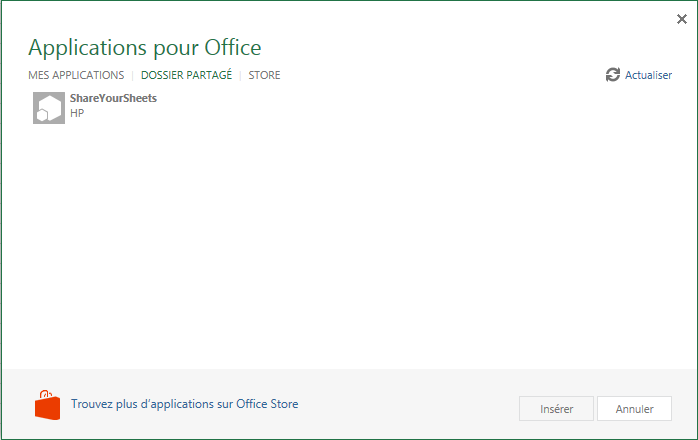 Applications pour Office
MES APPLICATIONS | DOSSIER PARTAGÉ | STORE
Actualiser
ShareYourSheets
HP
Trouvez plus d'applications sur Office Store
Insérer
Annuler